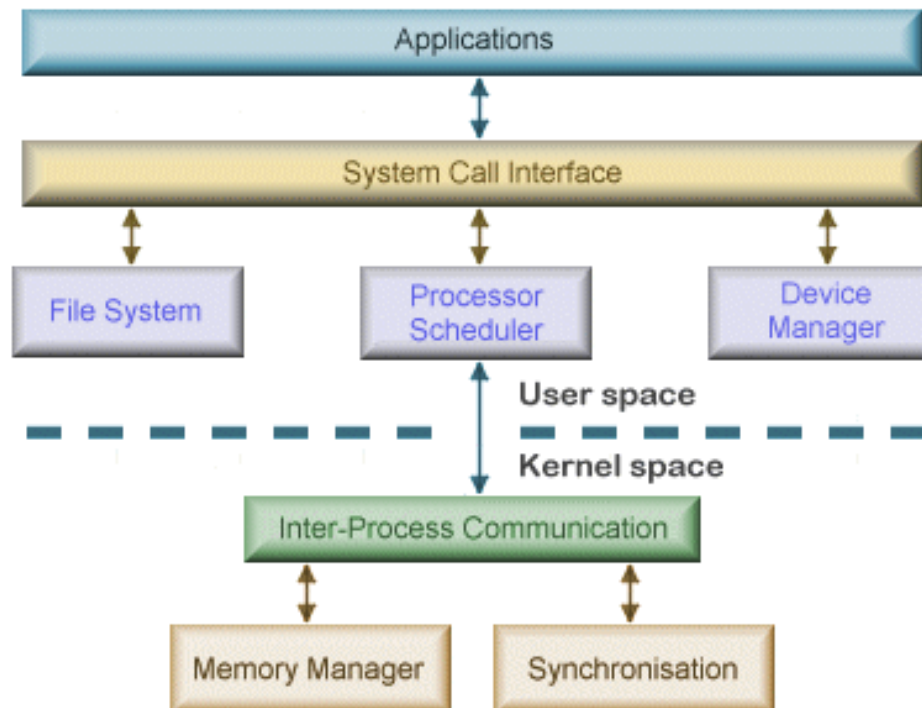 Applications
System Call Interface
File System
Processor
Scheduler
Device
Manager
User space
Kernel space
Inter-Process Communication
Memory Manager
Synchronisation